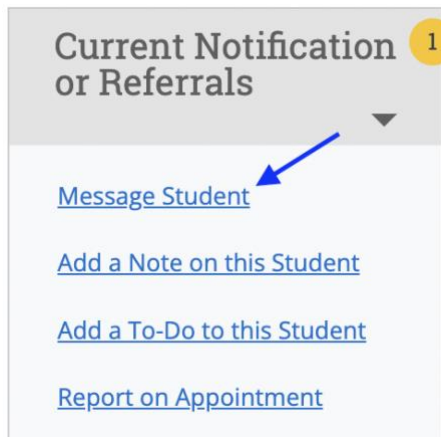 Current Notification 1
or Referrals
Message Student
Add a Note on this Student
Add a To-Do to this Student
Report on Appointment